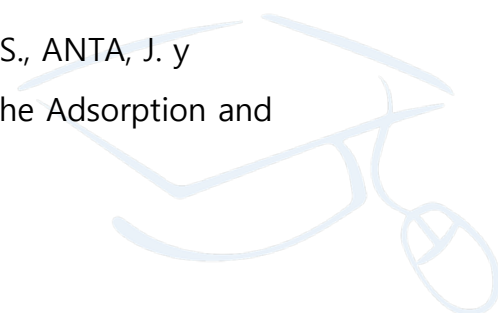 S., ANTA, J. y
he Adsorption and